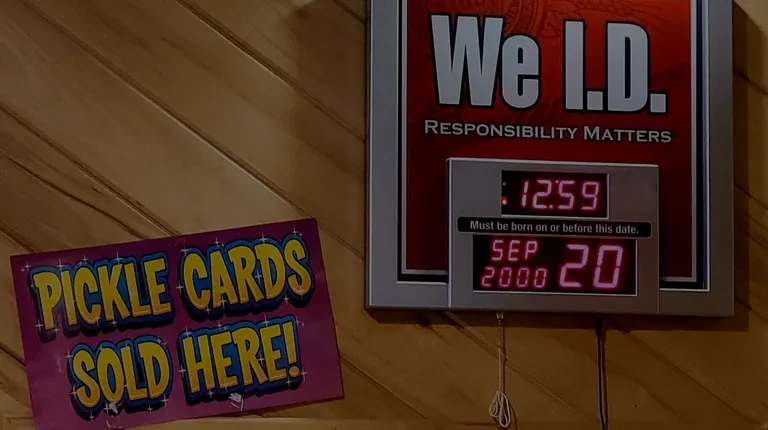 We I.D.
RESPONSIBILITY MATTERS
12:59
Must be born on or before this date.
SEP
2000
20
PICKLE CARDS
SOLD HERE!